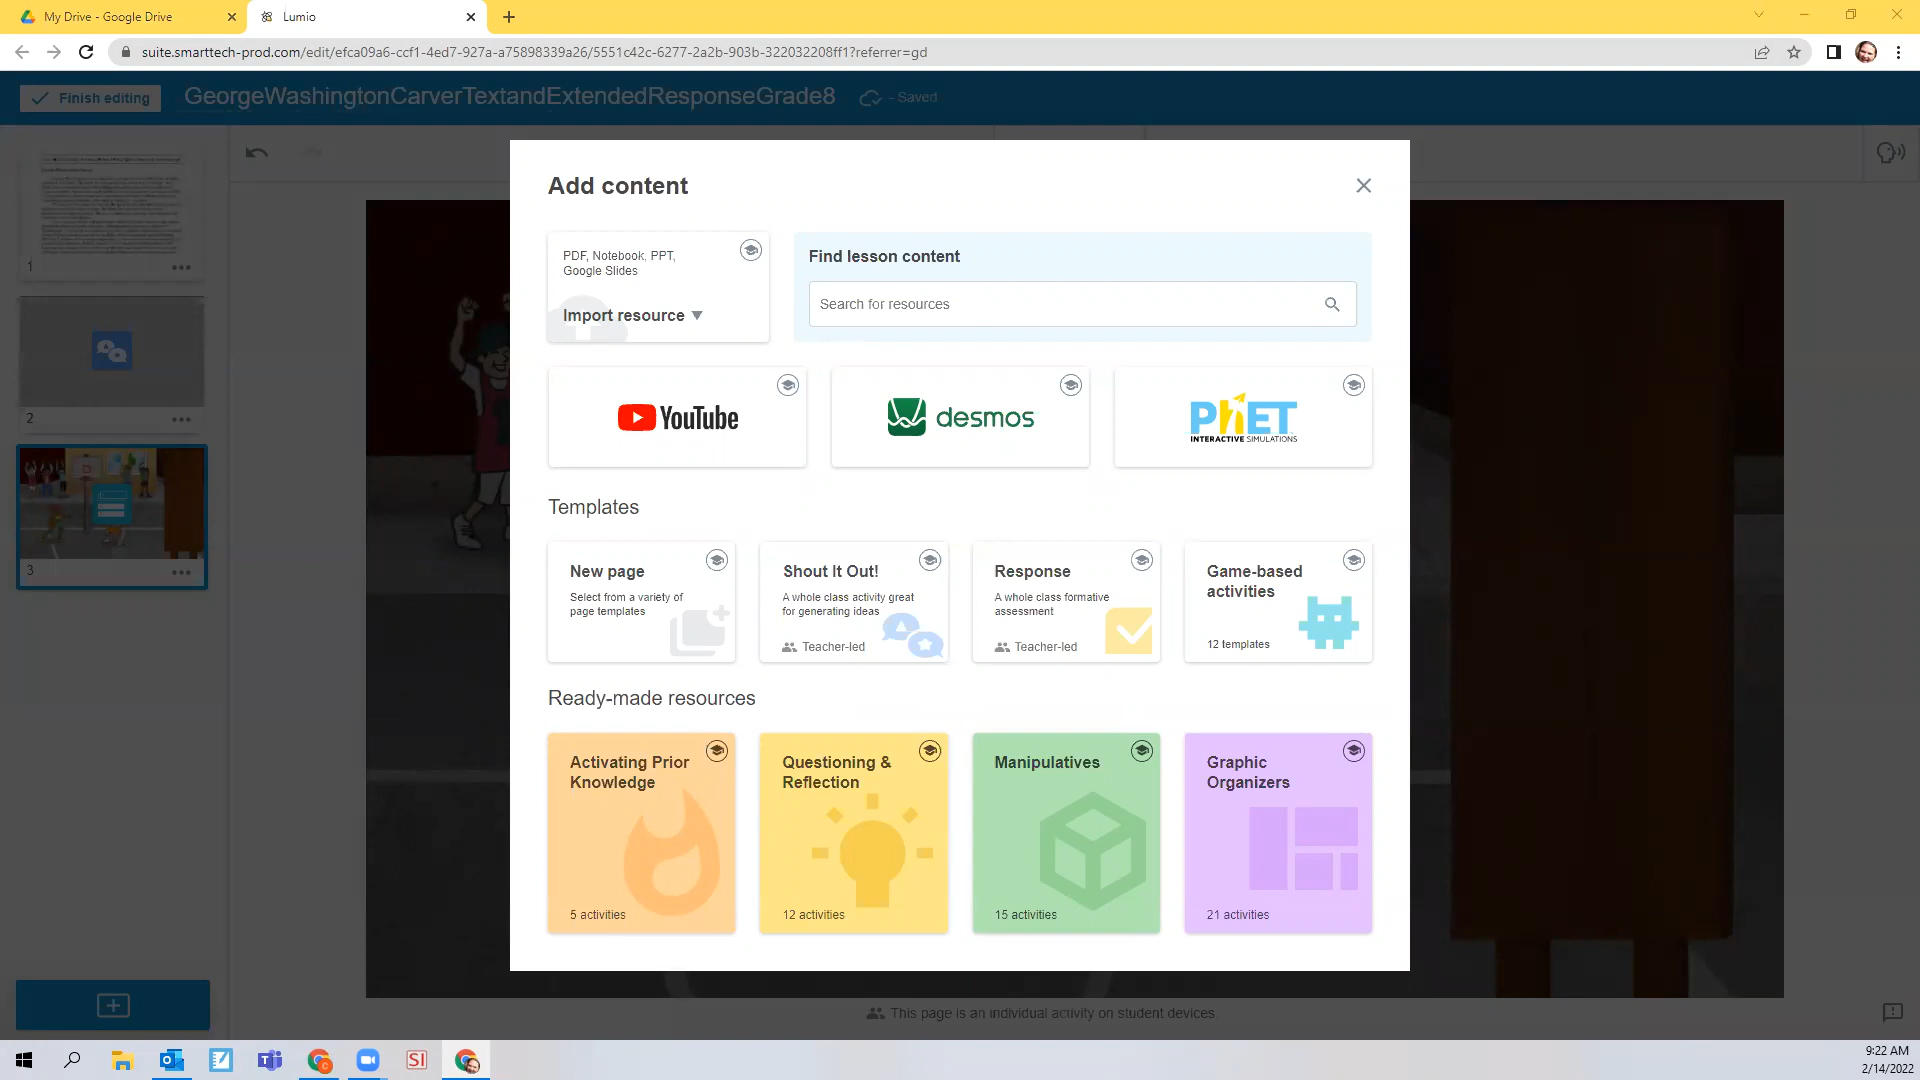 My Drive - Google Drive
Lumio
suite.smarttech-prod.com/edit/efca09a6-ccf1-4ed7-927a-a75898339a26/5551c42c-6277-2a2b-903b-322032208ff1?referrer=gd
Finish editing
GeorgeWashingtonCarverTextandExtendedResponseGrade8
- Saved
1
2
3
Add content
PDF, Notebook, PPT,
Google Slides
Import resource
Find lesson content
Search for resources
YouTube
desmos
PhET
INTERACTIVE SIMULATIONS
Templates
New page
Select from a variety of
page templates
Shout It Out!
A whole class activity great
for generating ideas
Teacher-led
Response
A whole class formative
assessment
Teacher-led
Game-based
activities
12 templates
Ready-made resources
Activating Prior
Knowledge
5 activities
Questioning &
Reflection
12 activities
Manipulatives
15 activities
Graphic
Organizers
21 activities
This page is an individual activity on student devices
SI
9:22 AM
2/14/2022